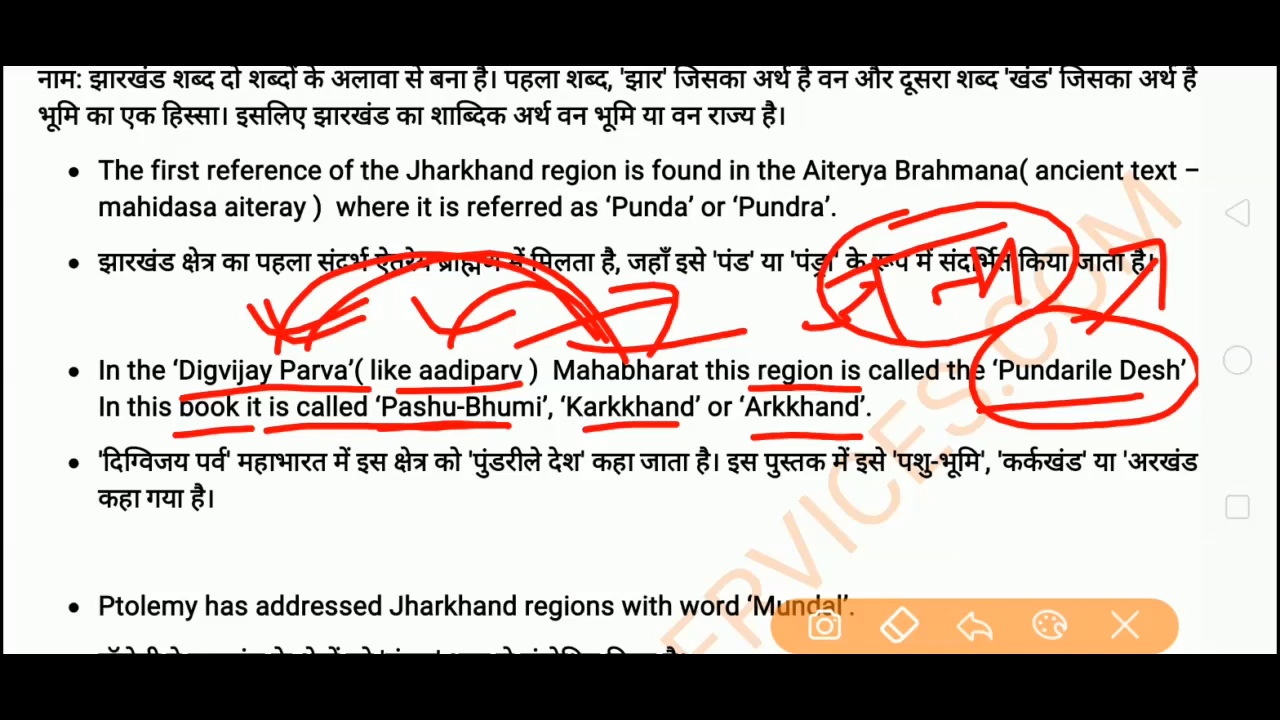 नाम: झारखंड शब्द दो शब्दों के अलावा से बना है। पहला शब्द, 'झार' जिसका अर्थ है वन और दूसरा शब्द 'खंड' जिसका अर्थ है
भूमि का एक हिस्सा। इसलिए झारखंड का शाब्दिक अर्थ वन भूमि या वन राज्य है।
• The first reference of the Jharkhand region is found in the Aiterya Brahmana( ancient text –
mahidasa aiteray ) where it is referred as ‘Punda’ or ‘Pundra’.
• झारखंड क्षेत्र का पहला संदर्भ ऐतरेय ब्राह्मण में मिलता है, जहाँ इसे 'पंड' या 'पंड्रा' के रूप में संदर्भित किया जाता है।
• In the ‘Digvijay Parva’( like aadiparv ) Mahabharat this region is called the ‘Pundarile Desh’
In this book it is called ‘Pashu-Bhumi’, ‘Karkkhand’ or ‘Arkkhand’.
• 'दिग्विजय पर्व' महाभारत में इस क्षेत्र को 'पुंडरीले देश' कहा जाता है। इस पुस्तक में इसे 'पशु-भूमि', 'कर्कखंड' या 'अरखंड
कहा गया है।
• Ptolemy has addressed Jharkhand regions with word ‘Mundal’.
ERVICES.COM